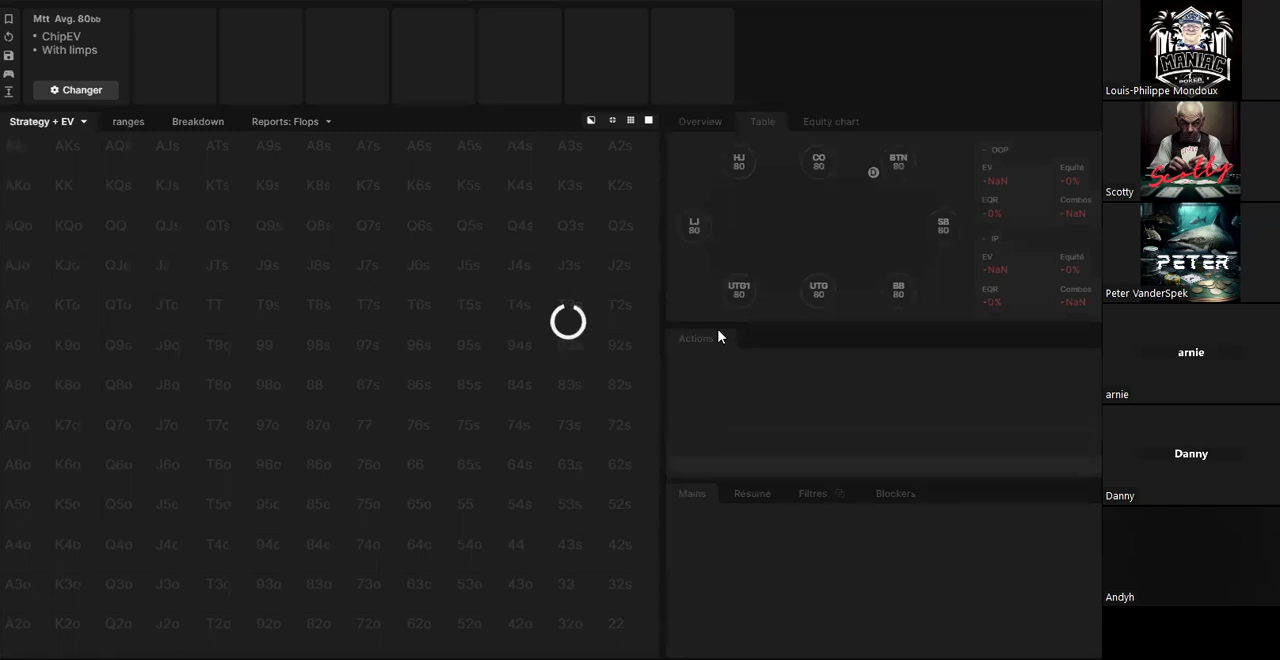 Mtt Avg. 80bb
• ChipEV
• With limps
Changer
Strategy + EV ranges Breakdown Reports: Flops
Overview Table Equity chart
AKs AQs AJs ATs A9s A8s A7s A6s A5s A4s A3s A2s
AKo KK KQs KJs KTs K9s K8s K7s K6s K5s K4s K3s K2s
AQo KQo QQ QJs QTs Q9s Q8s Q7s Q6s Q5s Q4s Q3s Q2s
AJo KJo QJo JJ JTs J9s J8s J7s J6s J5s J4s J3s J2s
ATo KTo QTo JTo TT T9s T8s T7s T6s T5s T4s T2s
A9o K9o Q9o J9o T9o 99 98s 97s 96s 95s 94s 92s
A8o K8o Q8o J8o T8o 98o 88 87s 86s 85s 84s 83s 82s
A7o K7o Q7o J7o T7o 97o 87o 77 76s 75s 74s 73s 72s
A6o K6o Q6o J6o T6o 96o 86o 76o 66 65s 64s 63s 62s
A5o K5o Q5o J5o T5o 95o 85o 75o 65o 55 54s 53s 52s
A4o K4o Q4o J4o T4o 94o 84o 74o 64o 54o 44 43s 42s
A3o K3o Q3o J3o T3o 93o 83o 73o 63o 53o 43o 33 32s
A2o K2o Q2o J2o T2o 92o 82o 72o 62o 52o 42o 32o 22
HJ
80
CO
80
BTN
80
D
LJ
80
SB
80
UTG1
80
UTG
80
BB
80
– OOP
EV Equité
-NaN -0%
EQR Combos
-0% -NaN
– IP
EV Equité
-NaN -0%
EQR Combos
-0% -NaN
Actions
Mains Résumé Filtres Blockers
MANIAC
POKER
Louis-Philippe Mondoux
Scotty
Scotty
PETER
Peter VanderSpek
arnie
arnie
Danny
Danny
Andyh